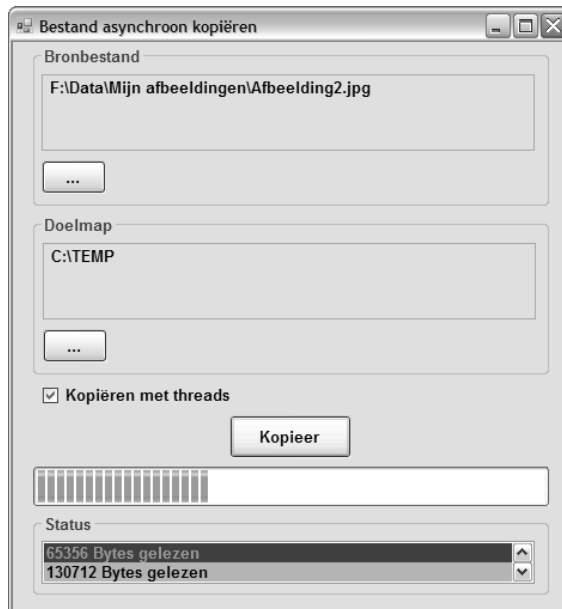 Bestand asynchroon kopiëren
Bronbestand
F:\Data\Mijn afbeeldingen\Afbeelding2.jpg
...
Doelmap
C:\TEMP
...
Kopiëren met threads
Kopieer
Status
65356 Bytes gelezen
130712 Bytes gelezen